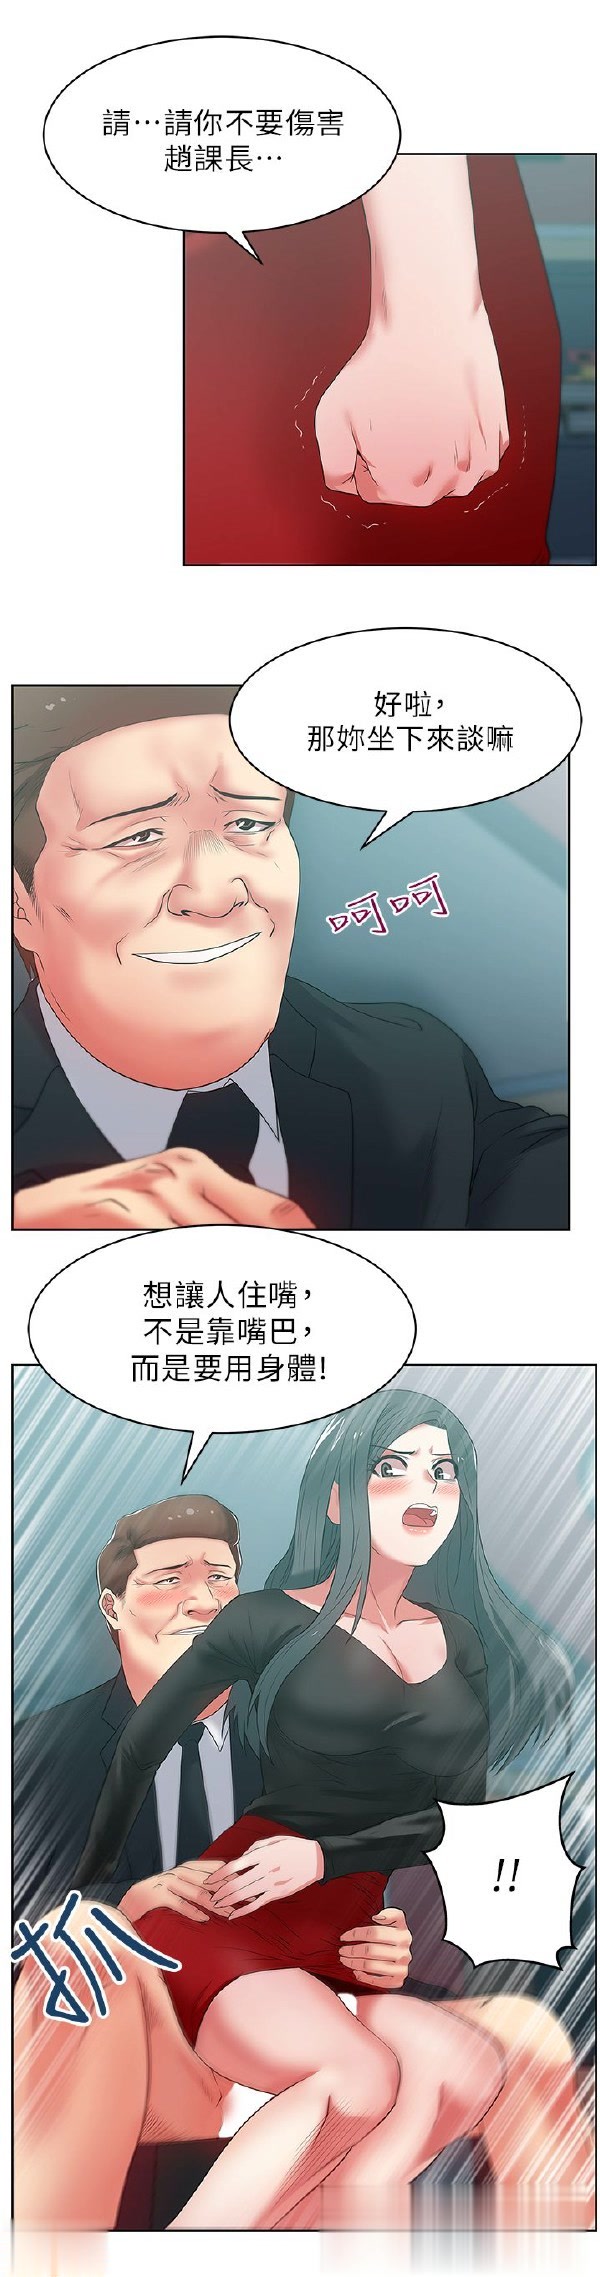 請…請你不要傷害
趙課長…
好啦,
那妳坐下來談嘛
呵呵
想讓人住嘴,
不是靠嘴巴,
而是要用身體!
!!
抓